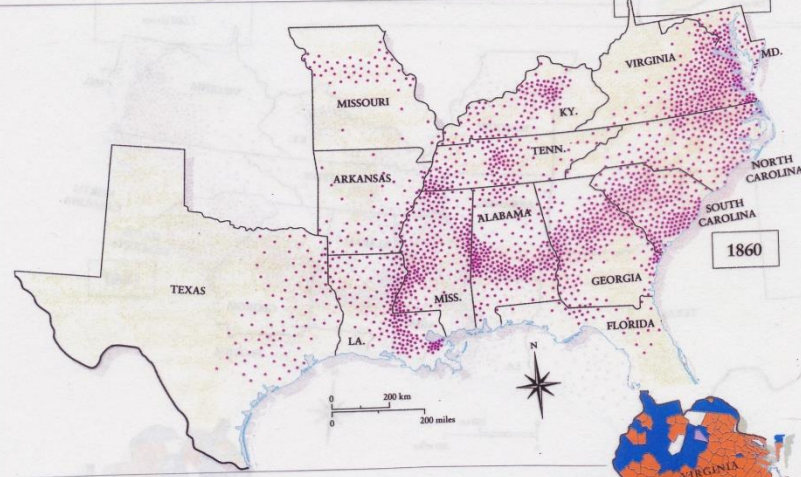 VIRGINIA
MD.
MISSOURI
KY.
TENN.
NORTH
CAROLINA
ARKANSAS
SOUTH
CAROLINA
ALABAMA
1860
TEXAS
GEORGIA
MISS.
FLORIDA
LA.
N
0 200 km
0 200 miles
VIRGINIA